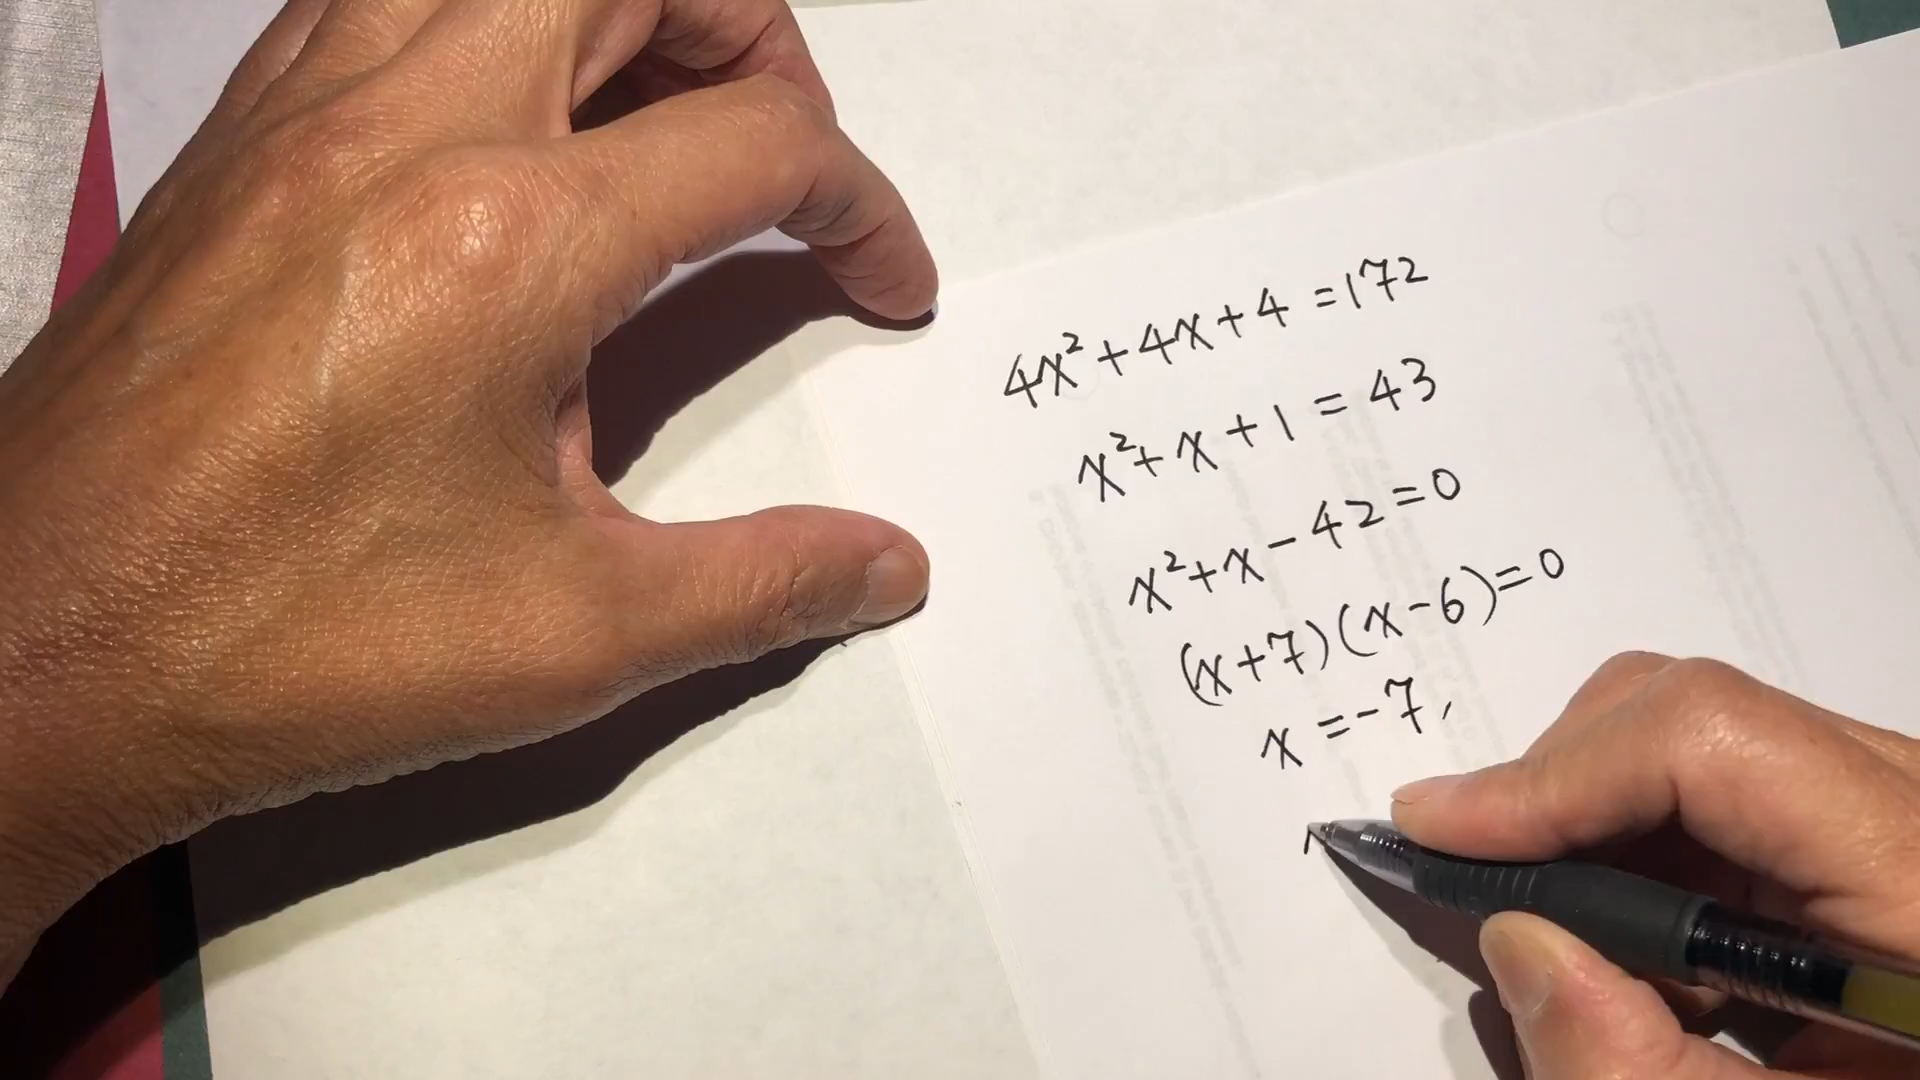 4x² + 4x + 4 = 172
x² + x + 1 = 43
x² + x - 42 = 0
(x + 7)(x - 6) = 0
x = -7,